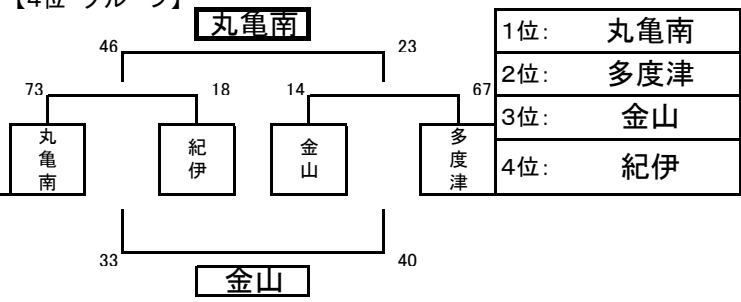 【4位 グループ】
丸亀南
46
23
73
18
14
67
丸亀南
紀伊
金山
多度津
33
40
金山
1位: 丸亀南
2位: 多度津
3位: 金山
4位: 紀伊